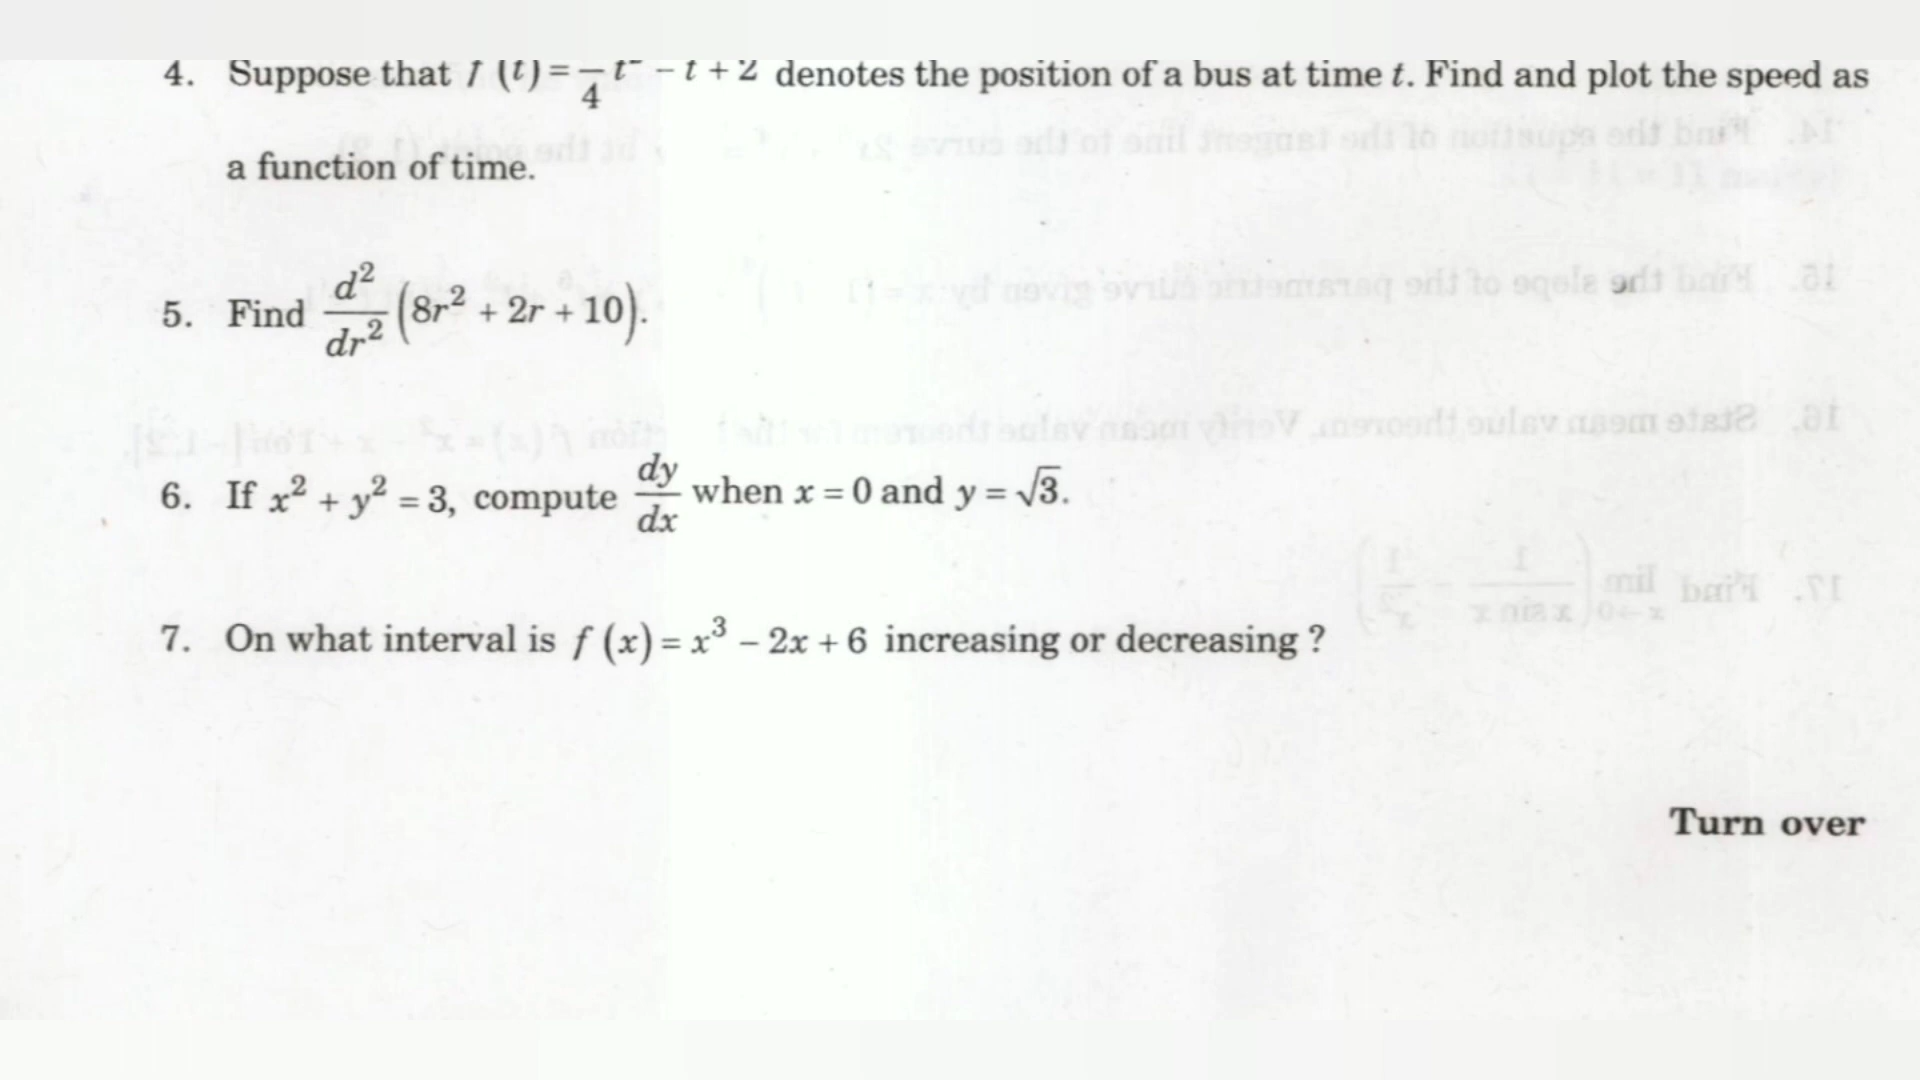 4. Suppose that f (t) = — t — t + 2 denotes the position of a bus at time t. Find and plot the speed as
4
a function of time.
5. Find d²/dr² (8r² + 2r + 10).
6. If x² + y² = 3, compute dy/dx when x = 0 and y = √3.
7. On what interval is f (x) = x³ – 2x + 6 increasing or decreasing ?
Turn over